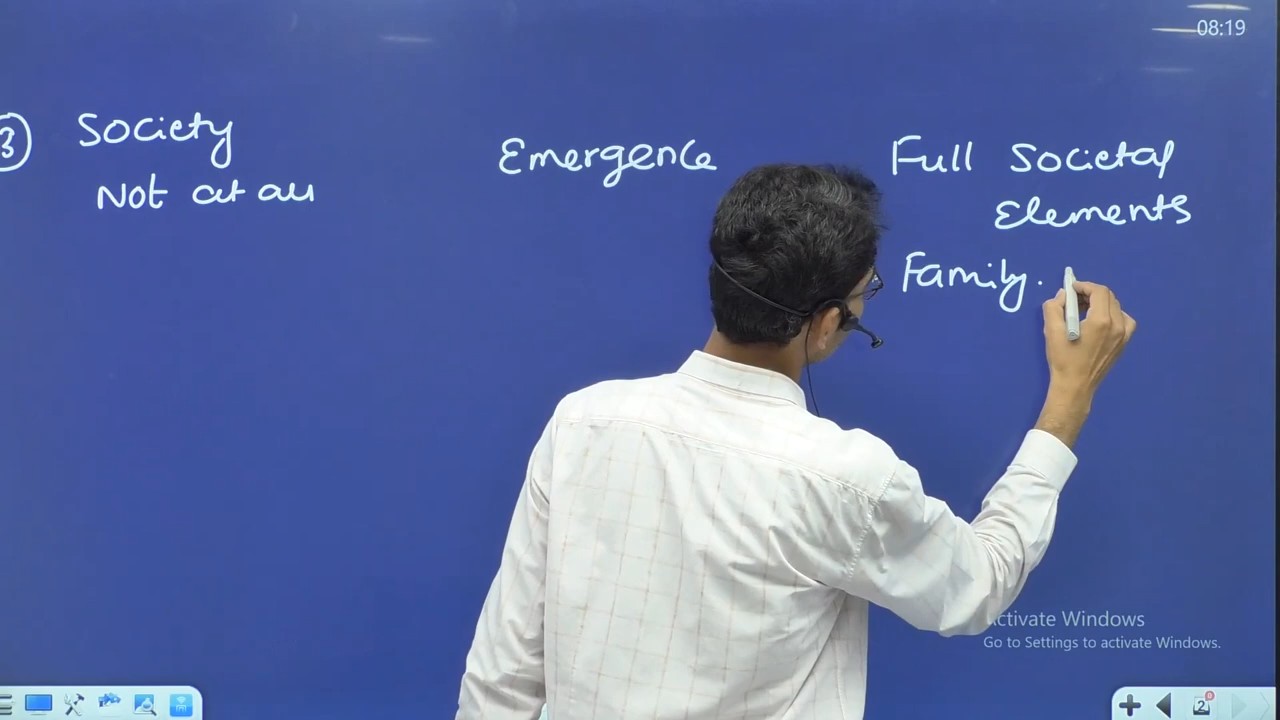 08:19
3 Society
Not at all
Emergence
Full Societal
Elements
Family.
Activate Windows
Go to Settings to activate Windows.
2